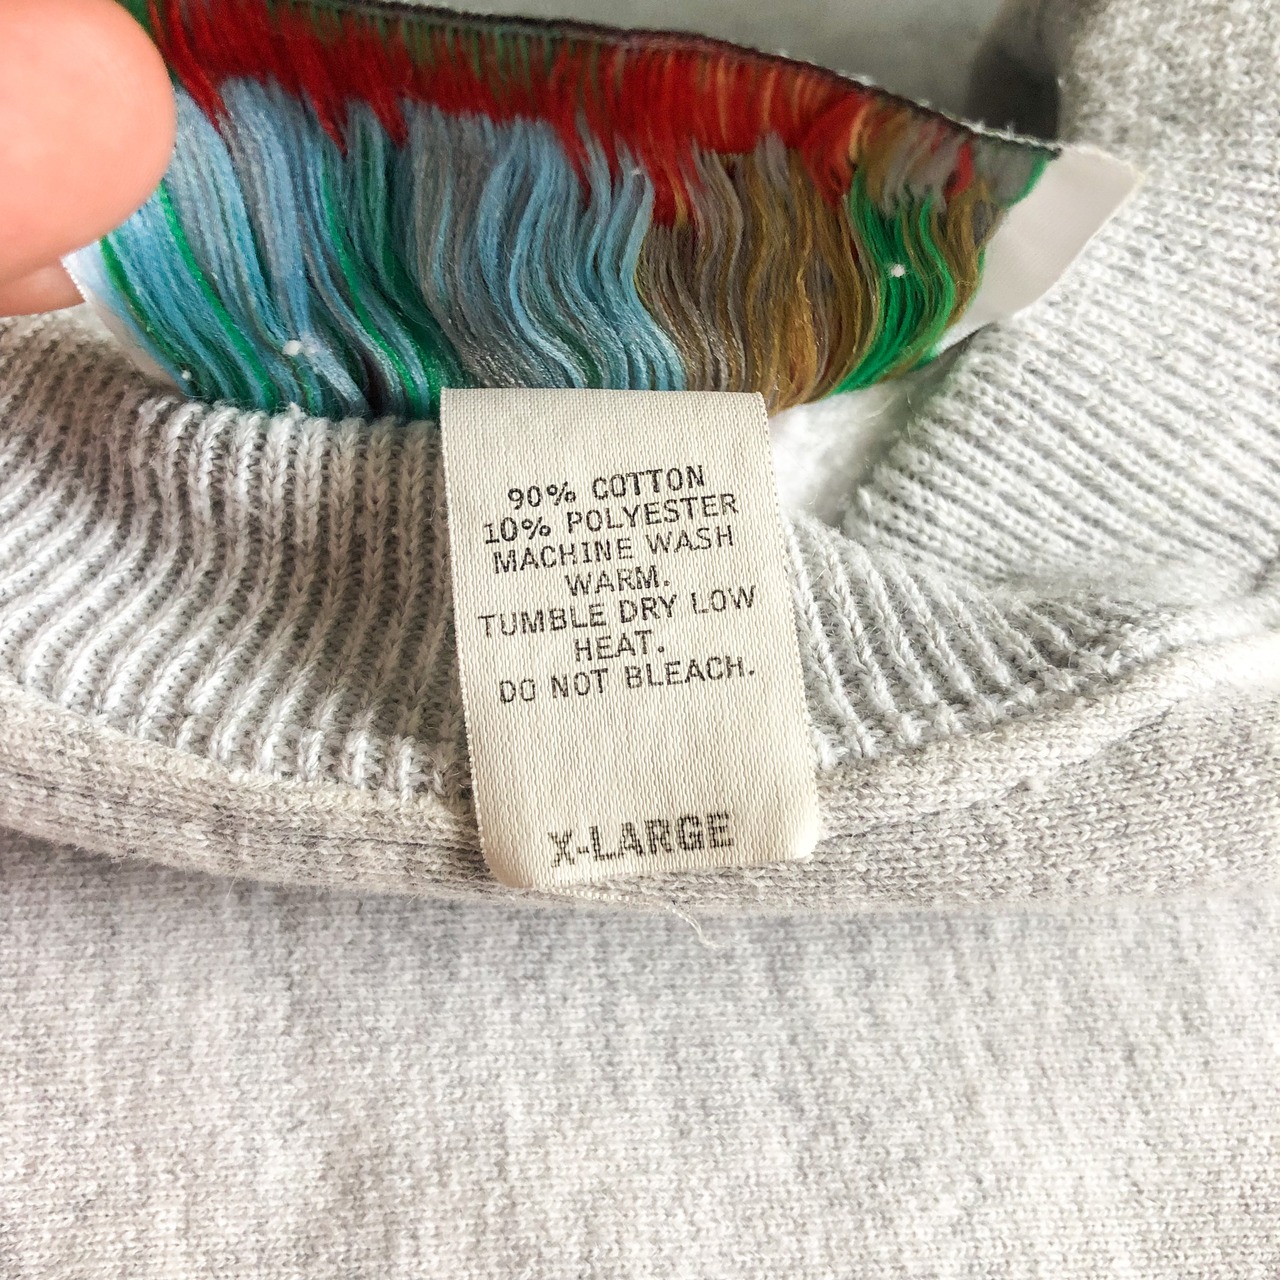 90% COTTON
10% POLYESTER
MACHINE WASH
WARM.
TUMBLE DRY LOW
HEAT.
DO NOT BLEACH.
X-LARGE